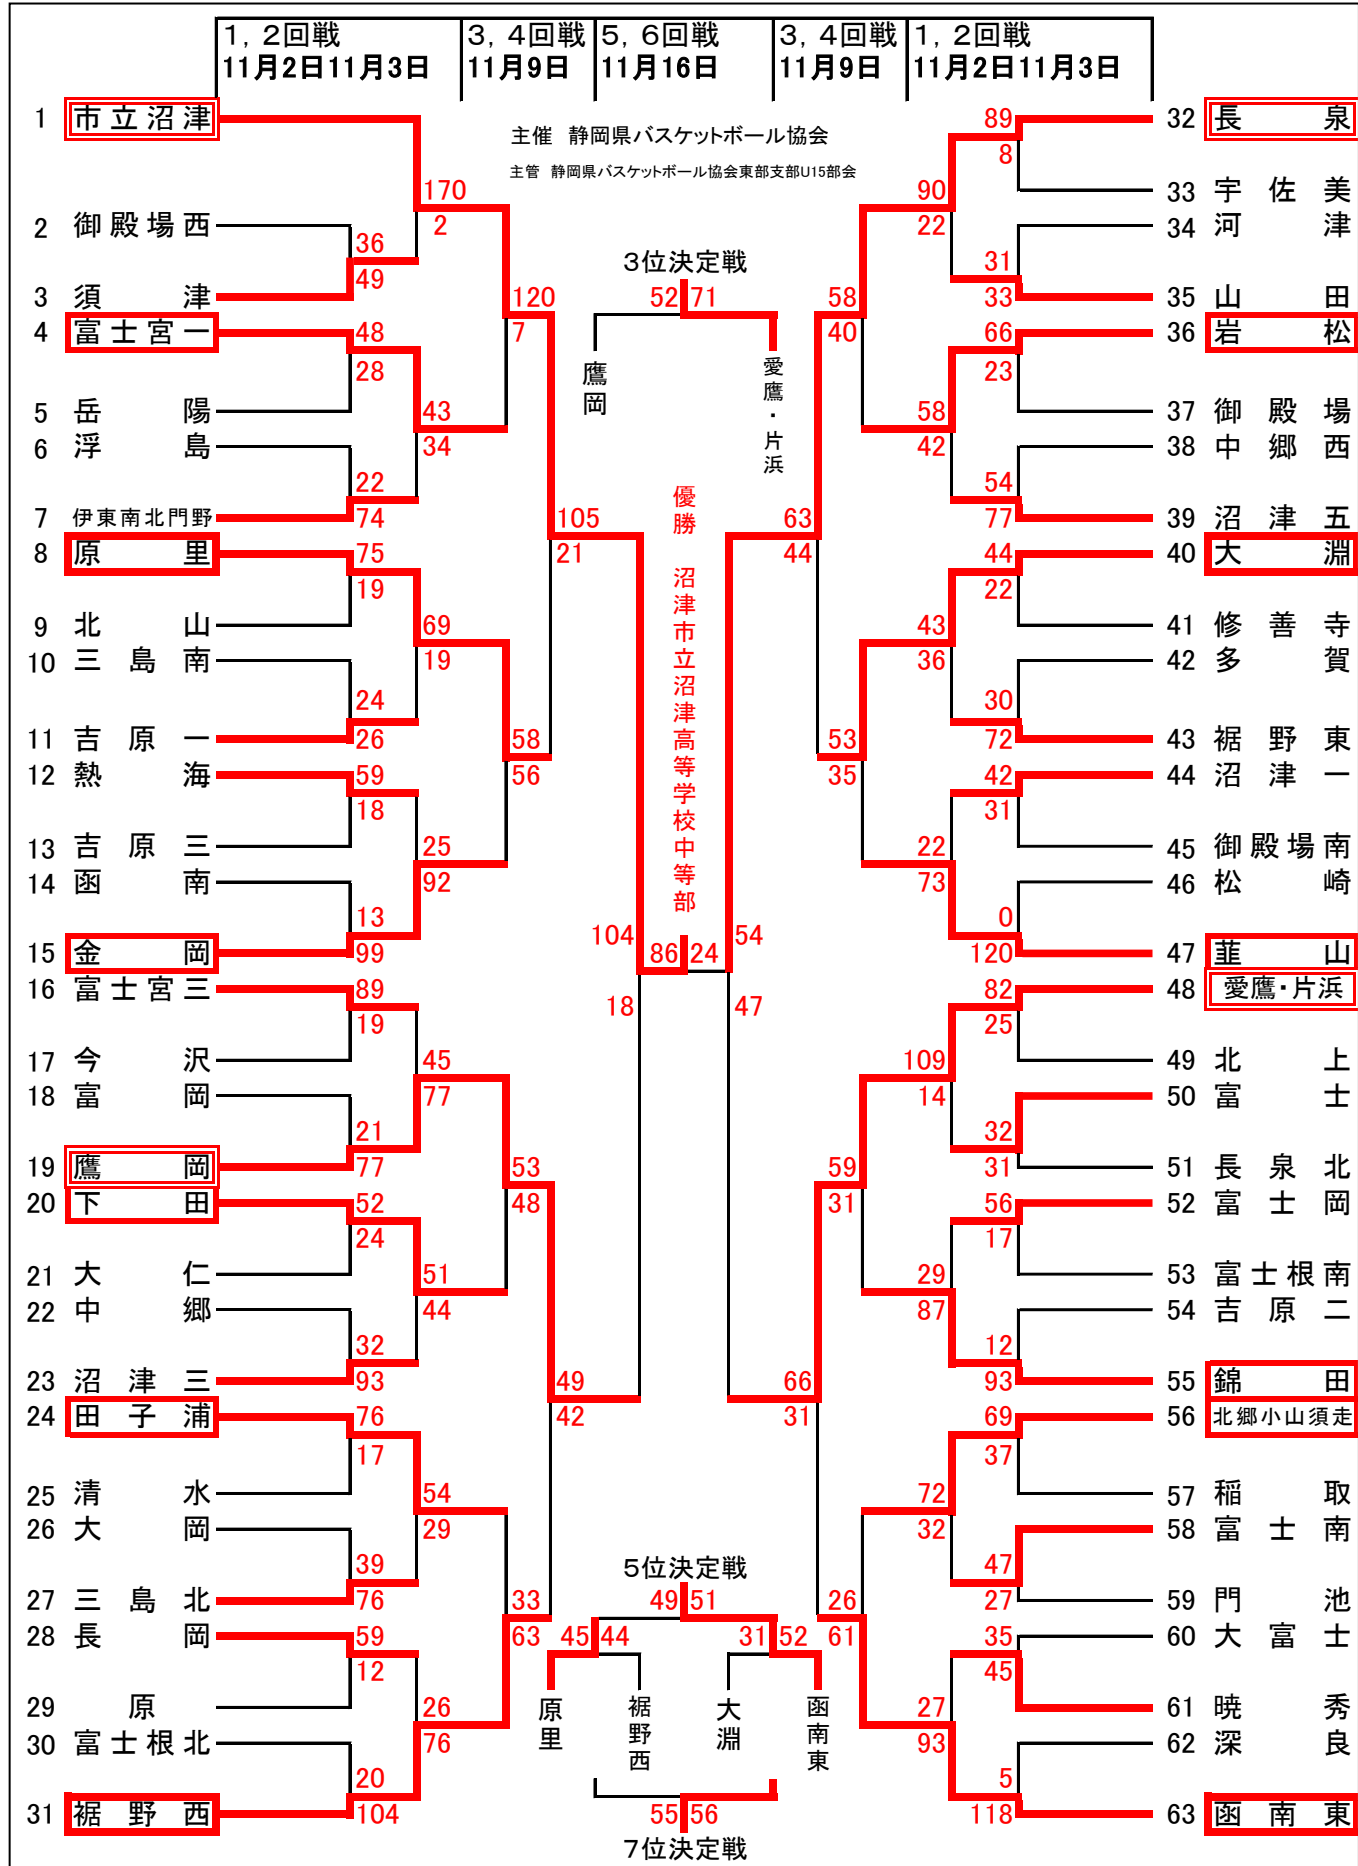 1,2回戦
11月2日11月3日
3,4回戦
11月9日
5,6回戦
11月16日
3,4回戦
11月9日
1,2回戦
11月2日11月3日
主催 静岡県バスケットボール協会
主管 静岡県バスケットボール協会東部支部U15部会
1 市立沼津
170
2
2 御殿場西
36
49
3 須津
120
7
4 富士宮一
48
28
5 岳陽
43
34
6 浮島
22
74
7 伊東南北門野
105
21
8 原里
75
19
9 北山
69
19
10 三島南
24
26
11 吉原一
58
56
12 熱海
59
18
13 吉原三
25
92
14 函南
13
99
15 金岡
104
18
16 富士宮三
89
19
17 今沢
45
77
18 富岡
21
77
19 鷹岡
53
48
20 下田
52
24
21 大仁
51
44
22 中郷
32
93
23 沼津三
49
42
24 田子浦
76
17
25 清水
54
29
26 大岡
39
76
27 三島北
33
63
28 長岡
59
12
29 原
26
76
30 富士根北
20
104
31 裾野西
3位決定戦
52 71
鷹岡
愛鷹・片浜
優勝 沼津市立沼津高等学校中等部
86 24
5位決定戦
49 51
45 44
31 52
原里
裾野西
大淵
函南東
55 56
7位決定戦
89
8
32 長泉
90
22
33 宇佐美
34 河津
31
33
35 山田
58
40
66
23
36 岩松
58
42
37 御殿場
38 中郷西
54
77
39 沼津五
63
44
44
22
40 大淵
43
36
41 修善寺
42 多賀
30
72
43 裾野東
53
35
42
31
44 沼津一
22
73
45 御殿場南
46 松崎
0
120
47 韮山
54
47
82
25
48 愛鷹・片浜
109
14
49 北上
50 富士
32
31
51 長泉北
59
31
56
17
52 富士岡
29
87
53 富士根南
54 吉原二
12
93
55 錦田
66
31
69
37
56 北郷小山須走
72
32
57 稲取
58 富士南
47
27
59 門池
26
61
35
45
60 大富士
27
93
61 暁秀
62 深良
5
118
63 函南東